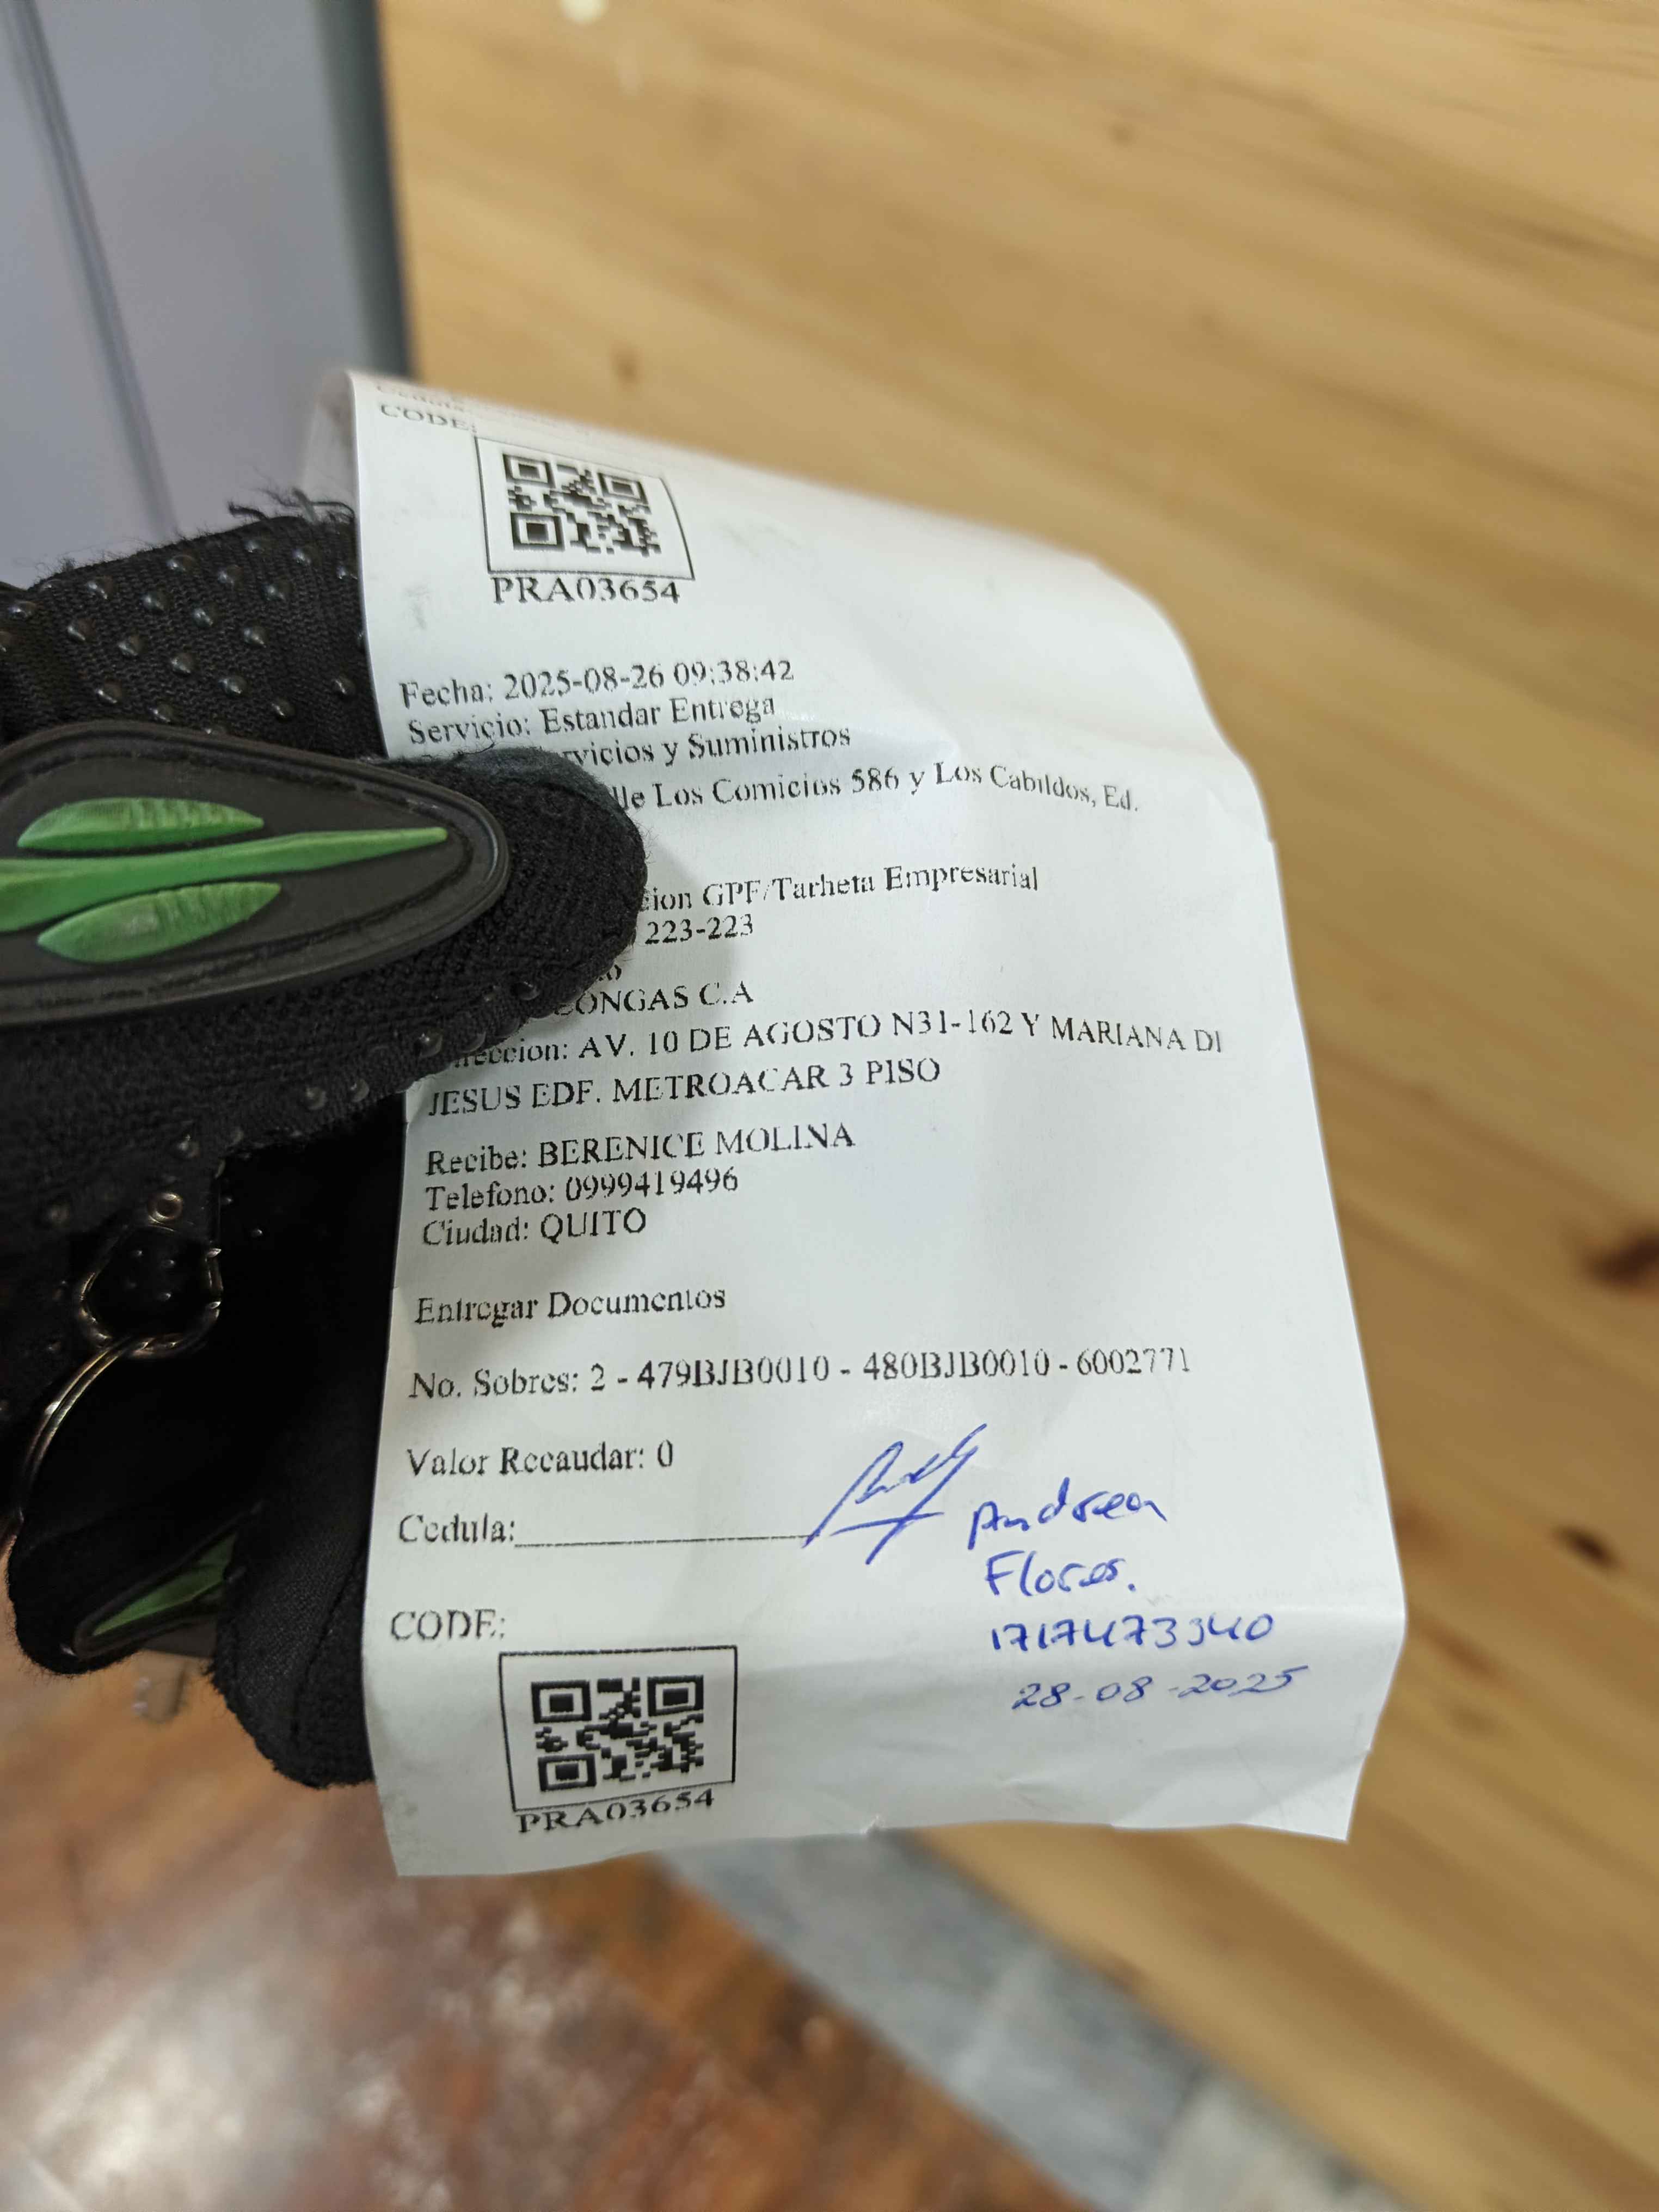 CODE:
PRA03654
Fecha: 2025-08-26 09:38:42
Servicio: Estandar Entrega
rvicios y Suministros
lle Los Comicios 586 y Los Cabildos, Ed.
cion GPF/Tarheta Empresarial
223-223
ONGAS C.A
reccion: AV. 10 DE AGOSTO N31-162 Y MARIANA DI
JESUS EDF. METROACAR 3 PISO
Recibe: BERENICE MOLINA
Telefono: 0999419496
Ciudad: QUITO
Entregar Documentos
No. Sobres: 2 - 479BJB0010 - 480BJB0010 - 6002771
Valor Recaudar: 0
Cedula:
Andrea
Flores.
1717473340
28-08-2025
CODE:
PRA03654